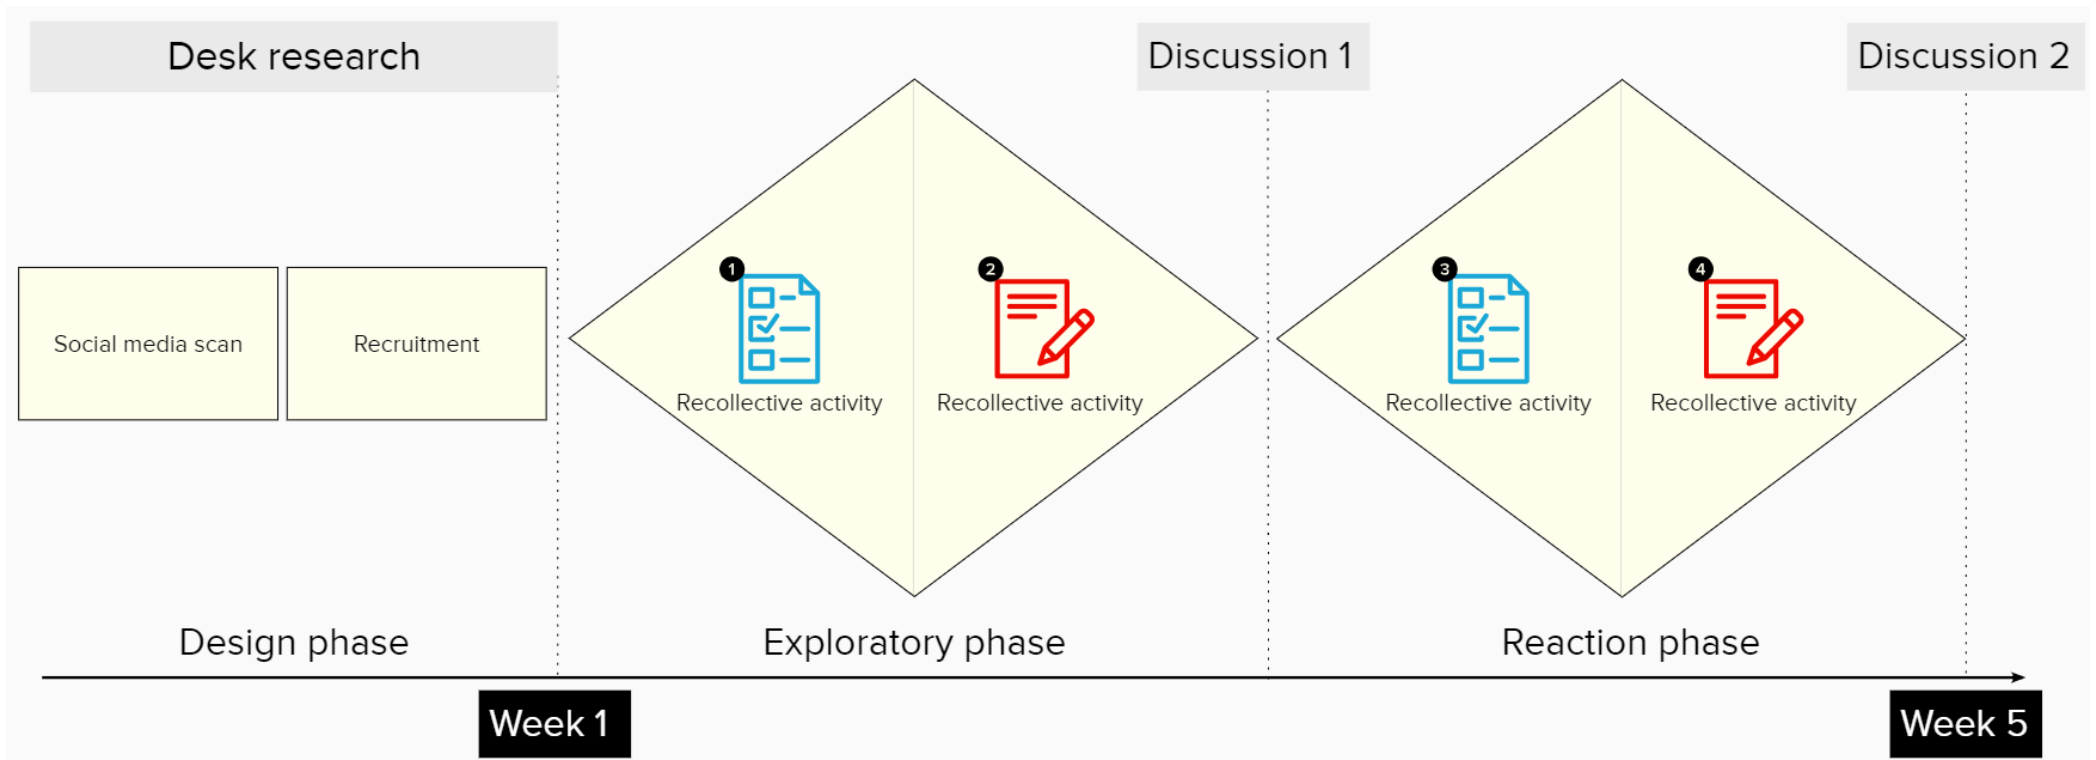 Desk research
Discussion 1
Discussion 2
Social media scan
Recruitment
1
Recollective activity
2
Recollective activity
3
Recollective activity
4
Recollective activity
Design phase
Exploratory phase
Reaction phase
Week 1
Week 5